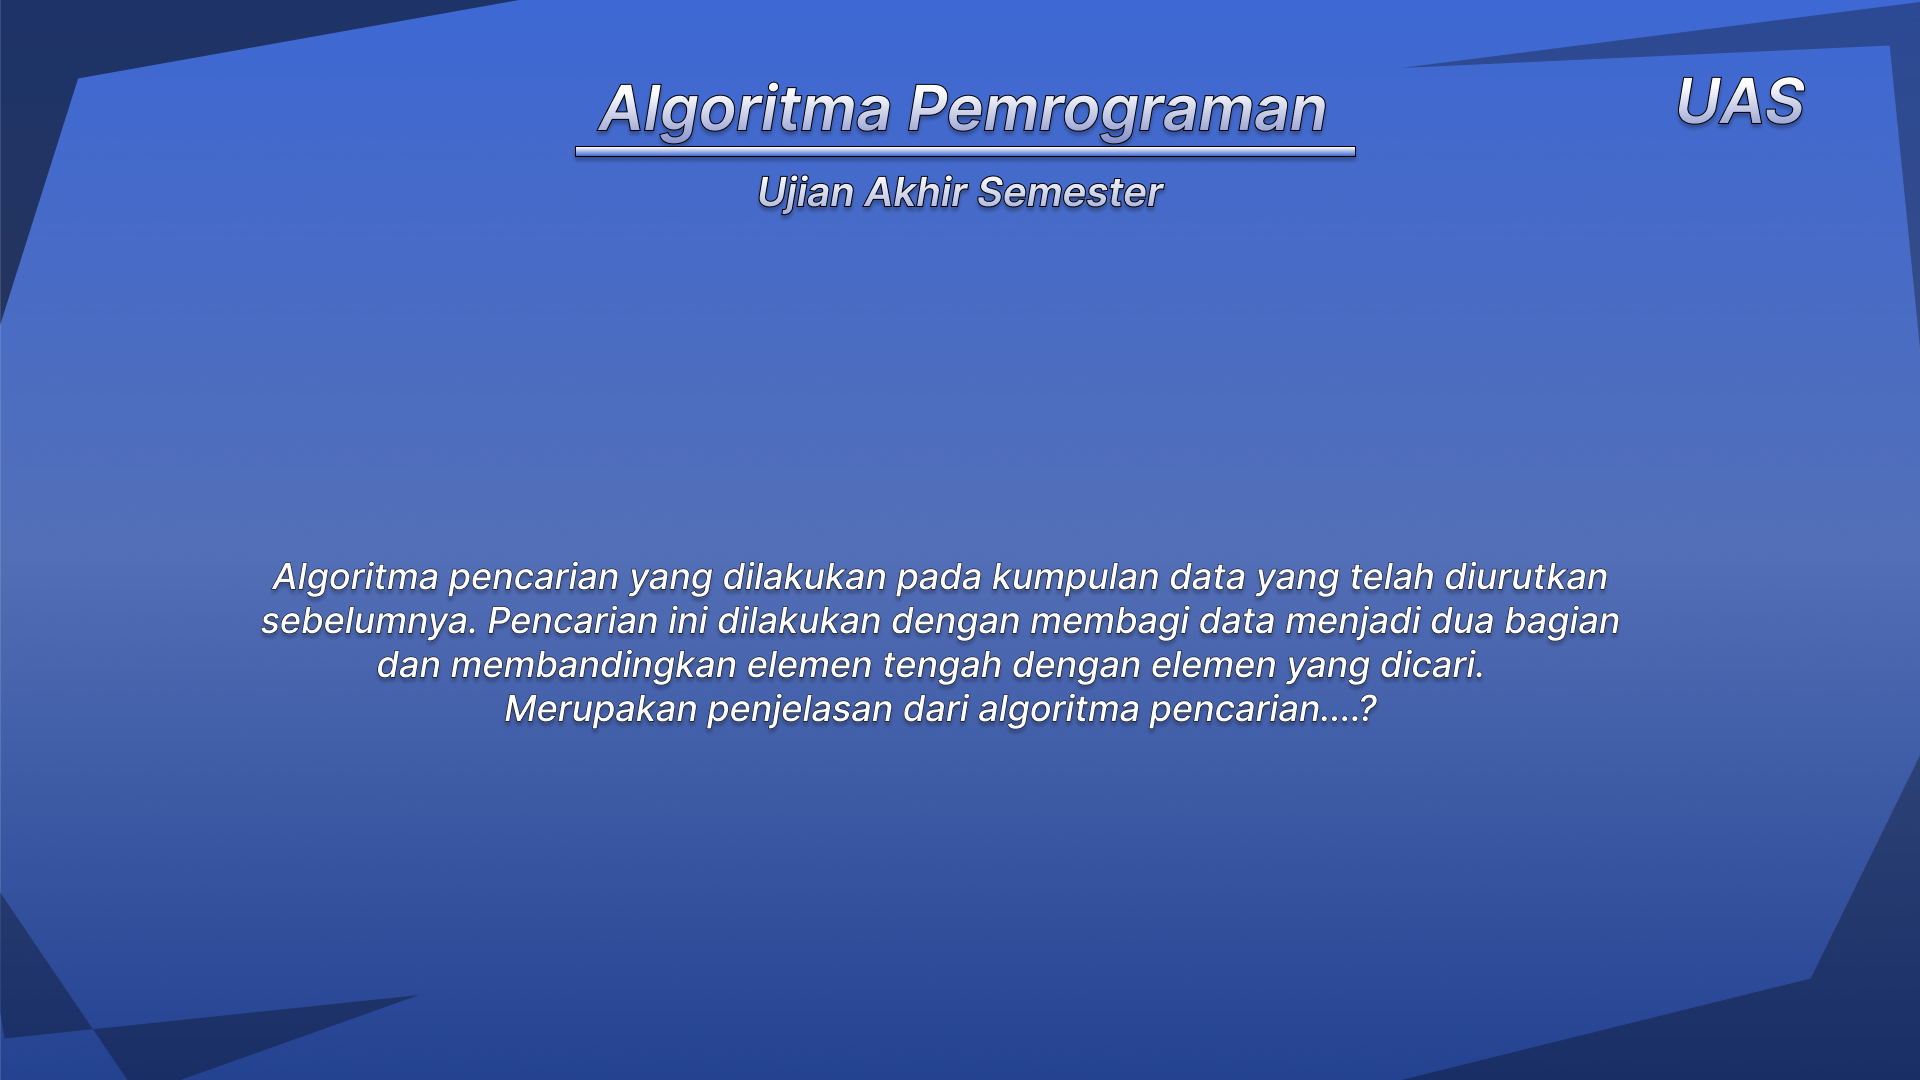 Algoritma Pemrograman
UAS
Ujian Akhir Semester
Algoritma pencarian yang dilakukan pada kumpulan data yang telah diurutkan
sebelumnya. Pencarian ini dilakukan dengan membagi data menjadi dua bagian
dan membandingkan elemen tengah dengan elemen yang dicari.
Merupakan penjelasan dari algoritma pencarian....?